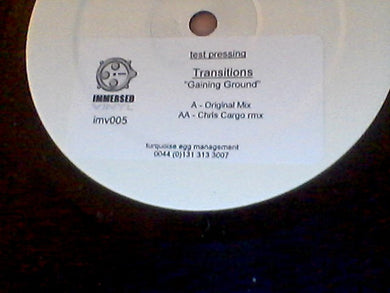 test pressing
Transitions
"Gaining Ground"
IMMERSED
VINYL
imv005
A - Original Mix
AA - Chris Cargo rmx
turquoise egg management
0044 (0)131 313 3007